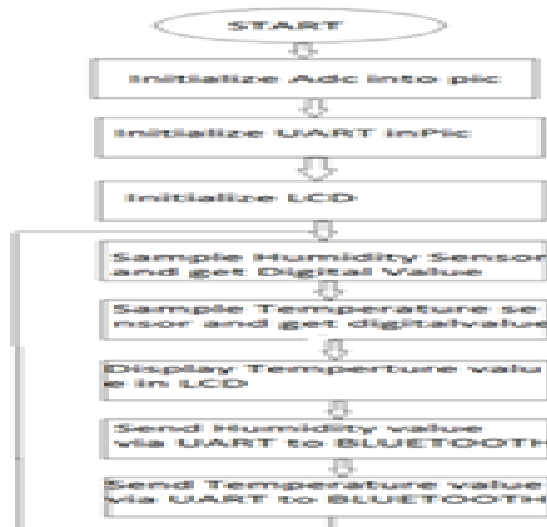 START
Initialize Adc into pic
Initialize UART inPic
Initialize LCD
Sample Humidity Sensor
and get Digital Value
Sample Temperature se
nsor and get digitalvalue
Display Temperture valu
e in LCD
Send Humidity value
via UART to BLUETOOTH
Send Temperature value
via UART to BLUETOOTH